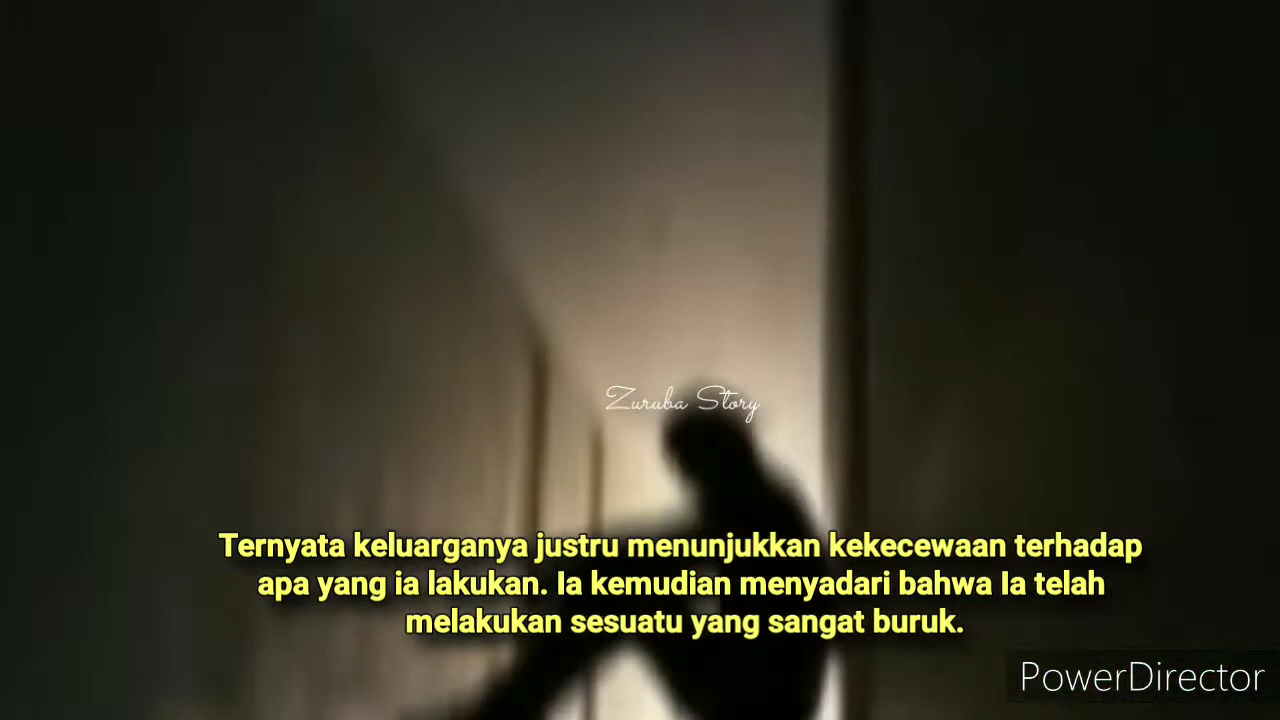 Zuruba Story
Ternyata keluarganya justru menunjukkan kekecewaan terhadap
apa yang ia lakukan. Ia kemudian menyadari bahwa Ia telah
melakukan sesuatu yang sangat buruk.
PowerDirector